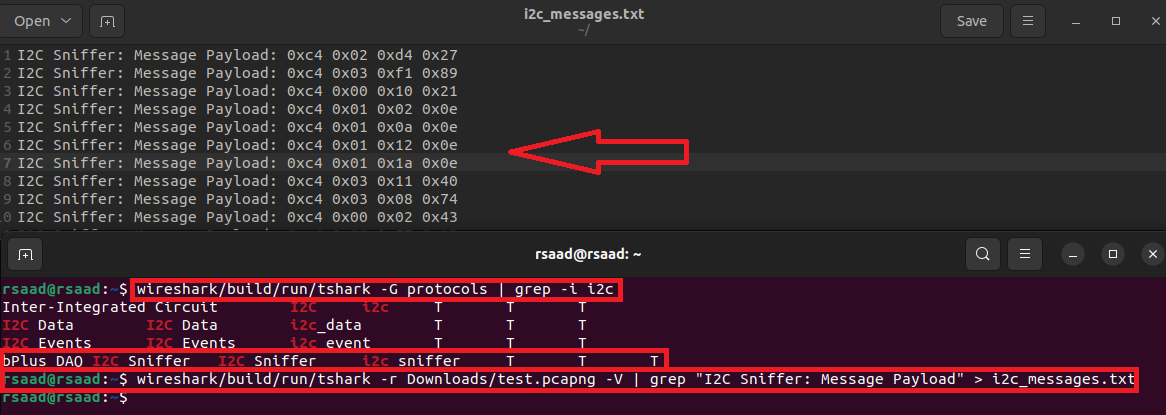 Open
i2c_messages.txt
~/
Save
1 I2C Sniffer: Message Payload: 0xc4 0x02 0xd4 0x27
2 I2C Sniffer: Message Payload: 0xc4 0x03 0xf1 0x89
3 I2C Sniffer: Message Payload: 0xc4 0x00 0x10 0x21
4 I2C Sniffer: Message Payload: 0xc4 0x01 0x02 0x0e
5 I2C Sniffer: Message Payload: 0xc4 0x01 0x0a 0x0e
6 I2C Sniffer: Message Payload: 0xc4 0x01 0x12 0x0e
7 I2C Sniffer: Message Payload: 0xc4 0x01 0x1a 0x0e
8 I2C Sniffer: Message Payload: 0xc4 0x03 0x11 0x40
9 I2C Sniffer: Message Payload: 0xc4 0x03 0x08 0x74
10 I2C Sniffer: Message Payload: 0xc4 0x00 0x02 0x43
rsaad@rsaad: ~
rsaad@rsaad:~$ wireshark/build/run/tshark -G protocols | grep -i i2c
Inter-Integrated Circuit I2C i2c T T T
I2C Data I2C Data i2c_data T T T
I2C Events I2C Events i2c_event T T T
bPlus DAQ I2C Sniffer I2C Sniffer i2c_sniffer T T T
rsaad@rsaad:~$ wireshark/build/run/tshark -r Downloads/test.pcapng -V | grep "I2C Sniffer: Message Payload" > i2c_messages.txt
rsaad@rsaad:~$